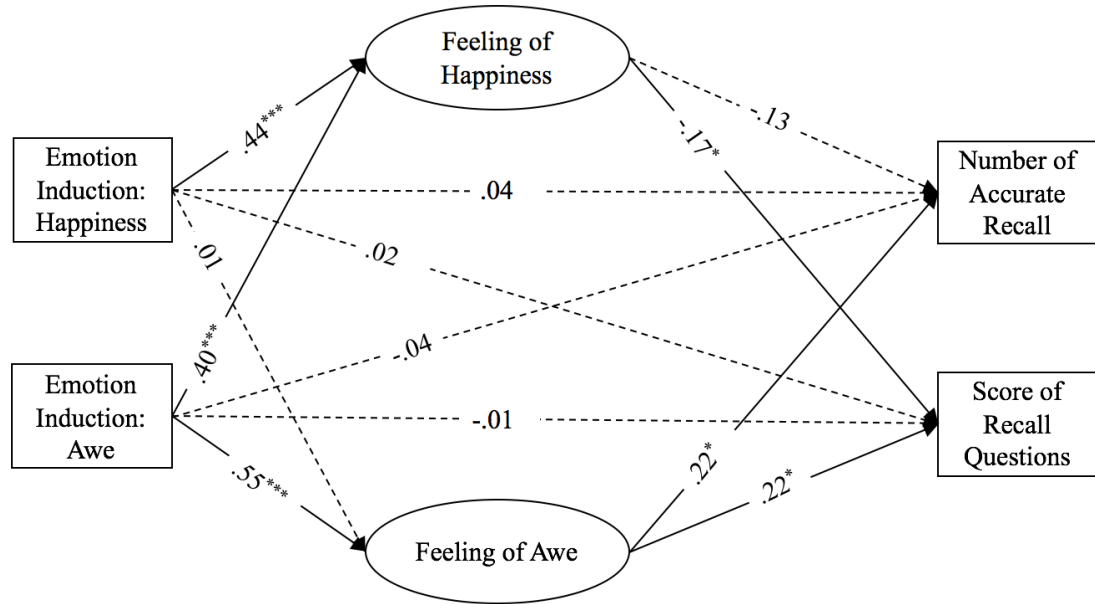 Feeling of
Happiness
.44***
-.13
-.17*
Emotion
Induction:
Happiness
.04
Number of
Accurate
Recall
.01
.02
.40***
-.04
Emotion
Induction:
Awe
-.01
Score of
Recall
Questions
.55***
.22*
.22*
Feeling of Awe